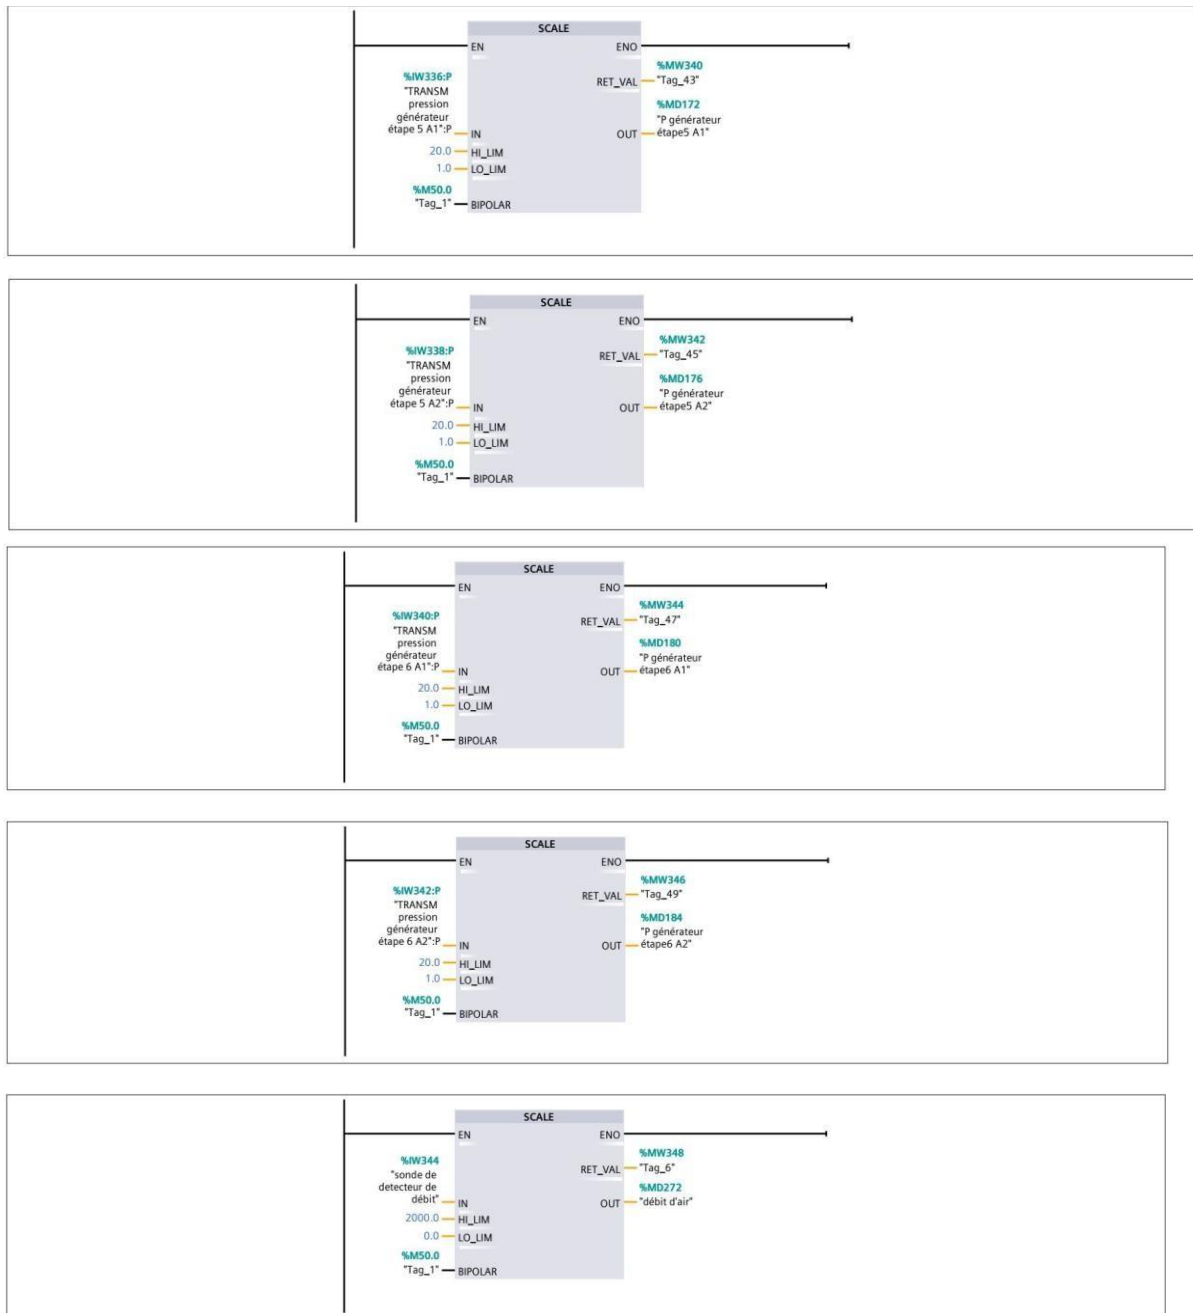 SCALE
EN ENO
%MW340
%IW336:P RET_VAL "Tag_43"
"TRANSM
pression %MD172
générateur "P générateur
étape 5 A1":P IN OUT étape5 A1"
20.0 HI_LIM
1.0 LO_LIM
%M50.0
"Tag_1" BIPOLAR
SCALE
EN ENO
%MW342
%IW338:P RET_VAL "Tag_45"
"TRANSM
pression %MD176
générateur "P générateur
étape 5 A2":P IN OUT étape5 A2"
20.0 HI_LIM
1.0 LO_LIM
%M50.0
"Tag_1" BIPOLAR
SCALE
EN ENO
%MW344
%IW340:P RET_VAL "Tag_47"
"TRANSM
pression %MD180
générateur "P générateur
étape 6 A1":P IN OUT étape6 A1"
20.0 HI_LIM
1.0 LO_LIM
%M50.0
"Tag_1" BIPOLAR
SCALE
EN ENO
%MW346
%IW342:P RET_VAL "Tag_49"
"TRANSM
pression %MD184
générateur "P générateur
étape 6 A2":P IN OUT étape6 A2"
20.0 HI_LIM
1.0 LO_LIM
%M50.0
"Tag_1" BIPOLAR
SCALE
EN ENO
%MW348
%IW344 RET_VAL "Tag_6"
"sonde de
detecteur de %MD272
débit" IN OUT "débit d'air"
2000.0 HI_LIM
0.0 LO_LIM
%M50.0
"Tag_1" BIPOLAR